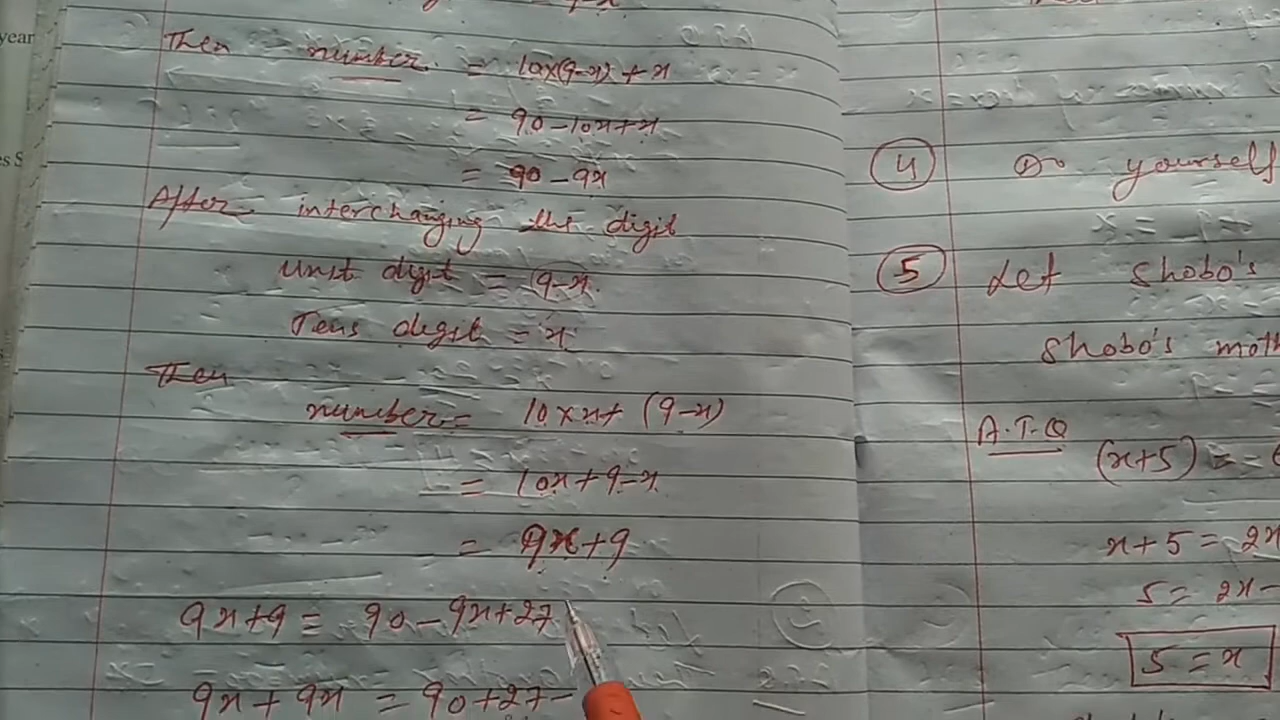 year
Then number = 10×(9-x) + x
= 90-10x+x
= 90-9x
After interchanging the digit
Unit digit = 9-x
Tens digit = x
Then
number = 10×x+ (9-x)
= 10x+9-x
= 9x+9
9x+9 = 90-9x+27
9x+9x = 90+27-
4 Do yourself
5 Let Shobo's
Shobo's moth
A.T.Q
(x+5) =
x+5 = 2x
5 = 2x-
5 = x